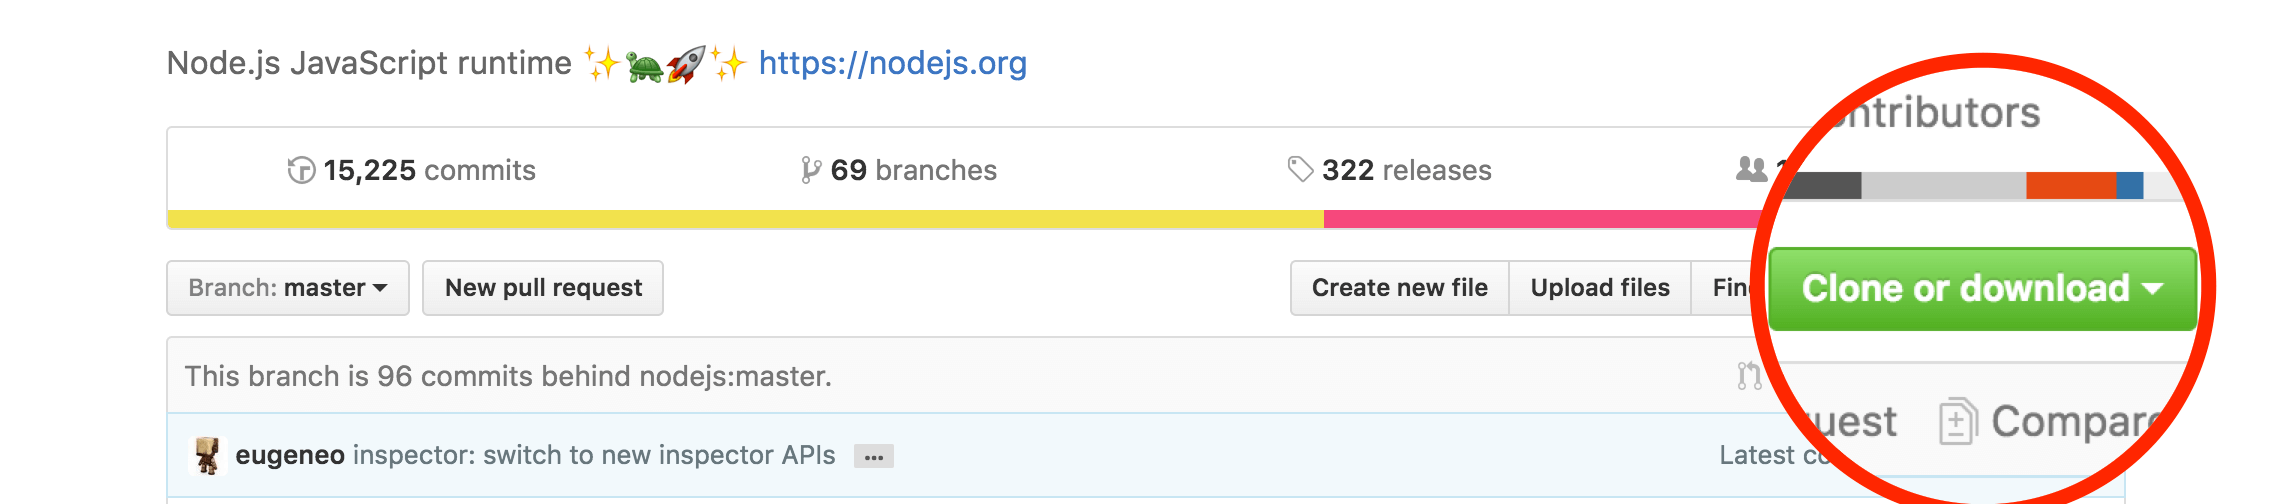 Node.js JavaScript runtime ✨🐢🚀✨ https://nodejs.org
ntributors
15,225 commits 69 branches 322 releases
Branch: master New pull request Create new file Upload files Clone or download
This branch is 96 commits behind nodejs:master.
uest Compare
eugeneo inspector: switch to new inspector APIs ... Latest